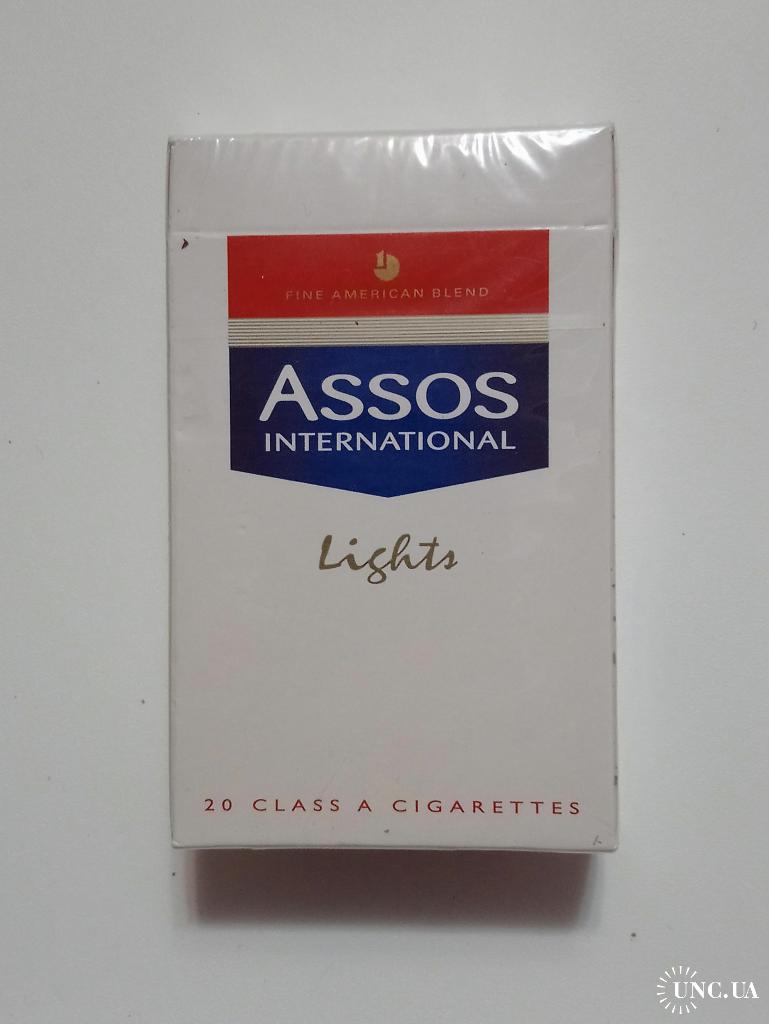 FINE AMERICAN BLEND
ASSOS
INTERNATIONAL
Lights
20 CLASS A CIGARETTES
UNC.UA